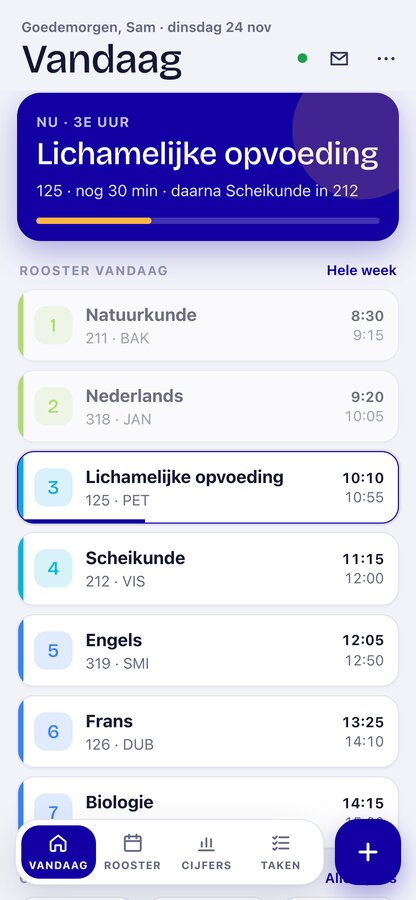 Goedemorgen, Sam · dinsdag 24 nov
Vandaag
NU · 3E UUR
Lichamelijke opvoeding
125 · nog 30 min · daarna Scheikunde in 212
ROOSTER VANDAAG
Hele week
1
Natuurkunde
8:30
211 · BAK
9:15
2
Nederlands
9:20
318 · JAN
10:05
3
Lichamelijke opvoeding
10:10
125 · PET
10:55
4
Scheikunde
11:15
212 · VIS
12:00
5
Engels
12:05
319 · SMI
12:50
6
Frans
13:25
126 · DUB
14:10
7
Biologie
14:15
VANDAAG
ROOSTER
CIJFERS
TAKEN